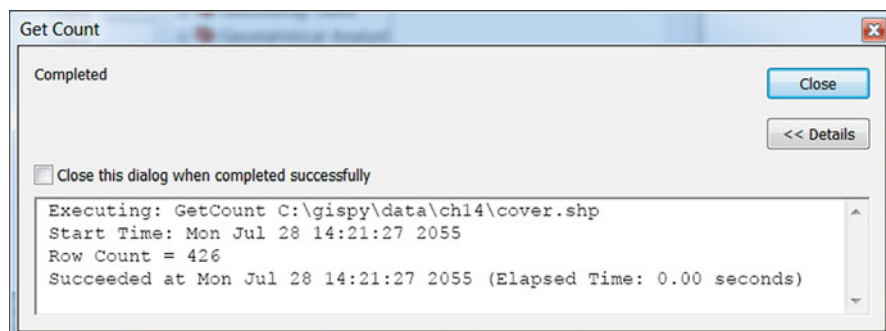 Get Count
Completed
Close
<< Details
Close this dialog when completed successfully
Executing: GetCount C:\gispy\data\ch14\cover.shp
Start Time: Mon Jul 28 14:21:27 2055
Row Count = 426
Succeeded at Mon Jul 28 14:21:27 2055 (Elapsed Time: 0.00 seconds)